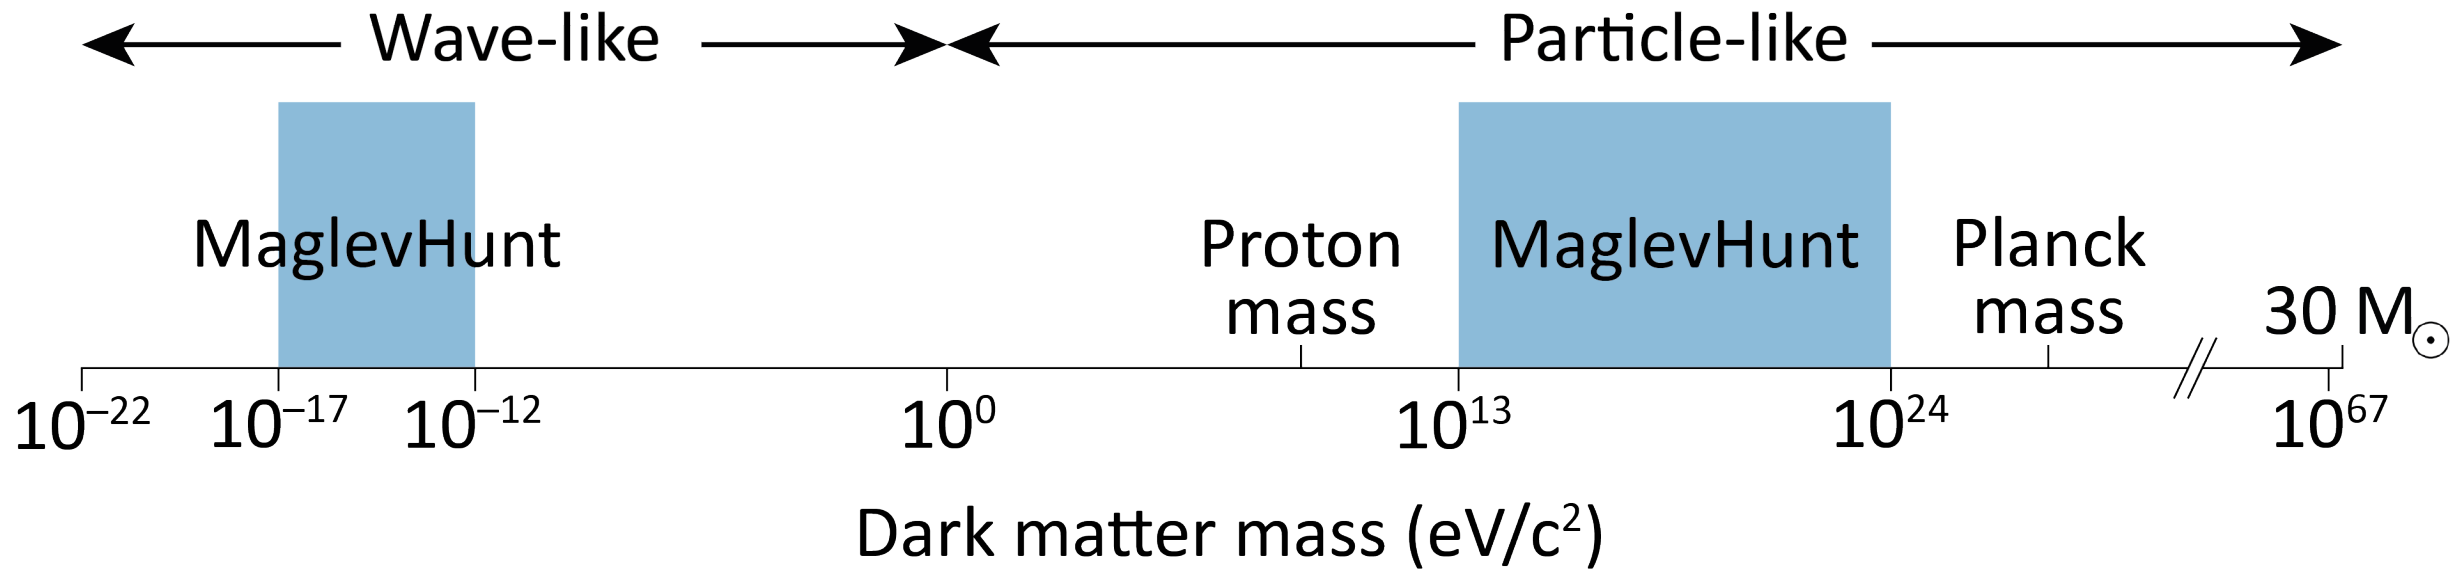 Wave-like Particle-like
MaglevHunt Proton mass MaglevHunt Planck mass 30 M☉
10⁻²² 10⁻¹⁷ 10⁻¹² 10⁰ 10¹³ 10²⁴ 10⁶⁷
Dark matter mass (eV/c²)